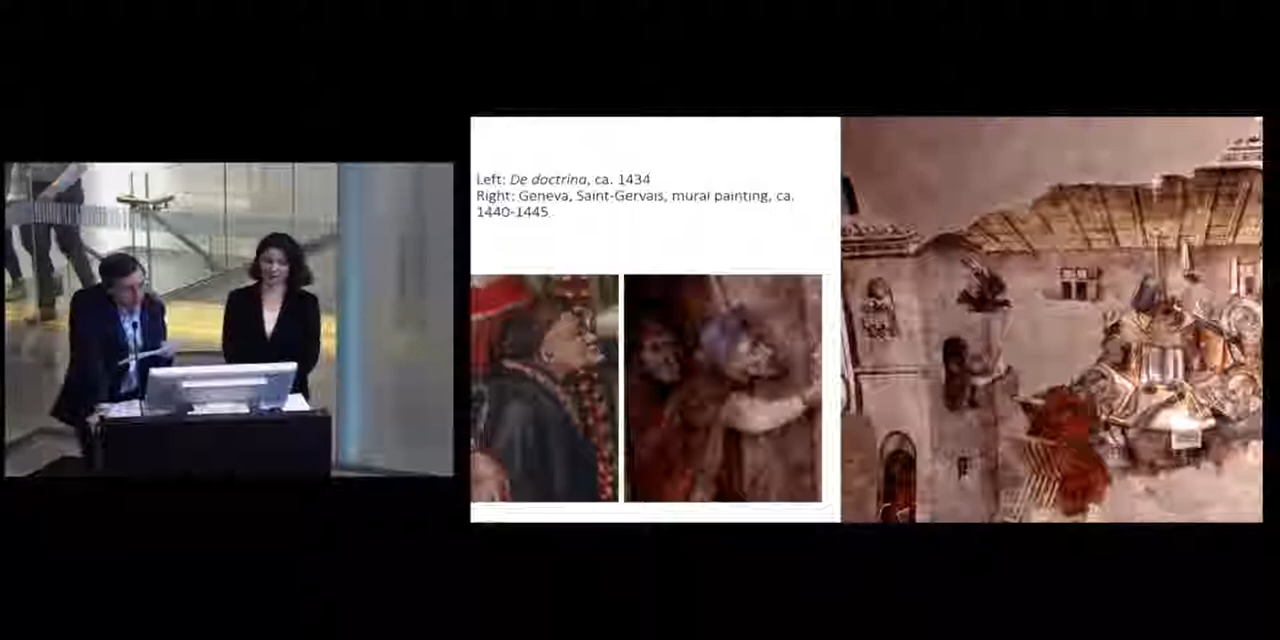 Left: De doctrina, ca. 1434
Right: Geneva, Saint-Gervais, mural painting, ca.
1440-1445